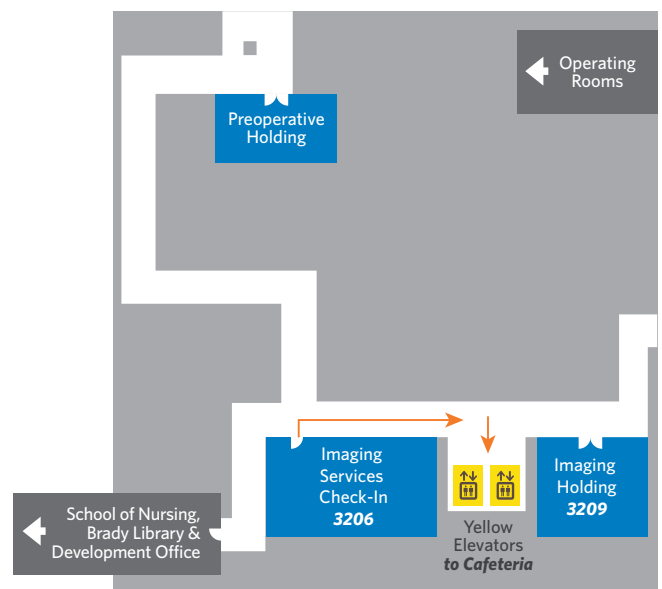 Operating
Rooms
Preoperative
Holding
Imaging
Services
Check-In
3206
Imaging
Holding
3209
School of Nursing,
Brady Library &
Development Office
Yellow
Elevators
to Cafeteria